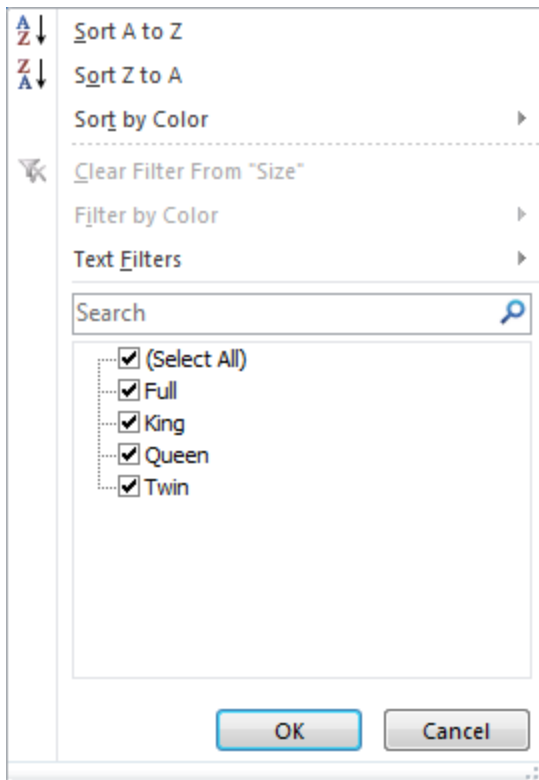 Sort A to Z
Sort Z to A
Sort by Color
Clear Filter From "Size"
Filter by Color
Text Filters
Search
(Select All)
Full
King
Queen
Twin
OK Cancel